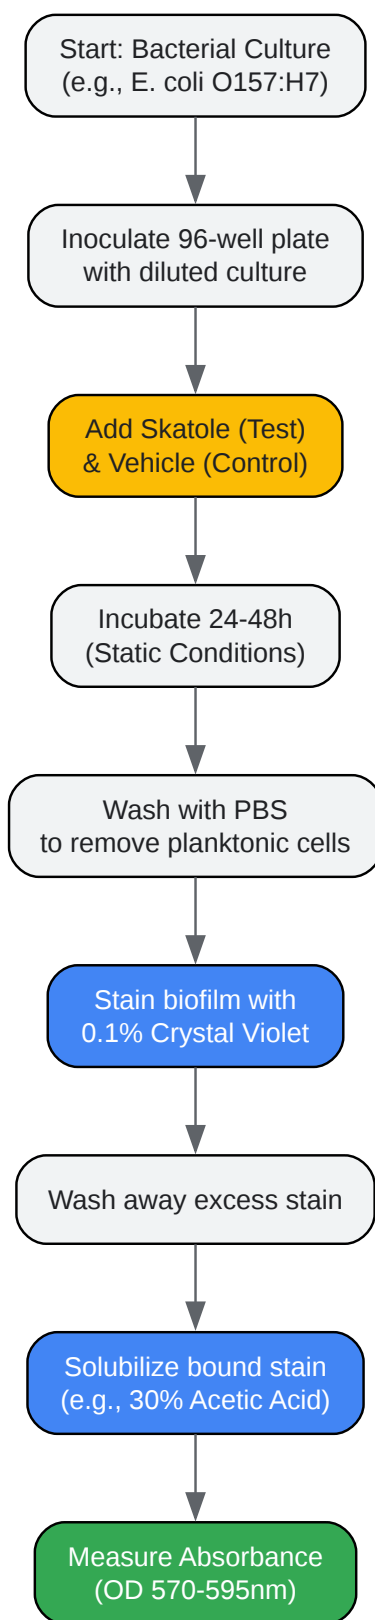 Start: Bacterial Culture
(e.g., E. coli O157:H7)
Inoculate 96-well plate
with diluted culture
Add Skatole (Test)
& Vehicle (Control)
Incubate 24-48h
(Static Conditions)
Wash with PBS
to remove planktonic cells
Stain biofilm with
0.1% Crystal Violet
Wash away excess stain
Solubilize bound stain
(e.g., 30% Acetic Acid)
Measure Absorbance
(OD 570-595nm)